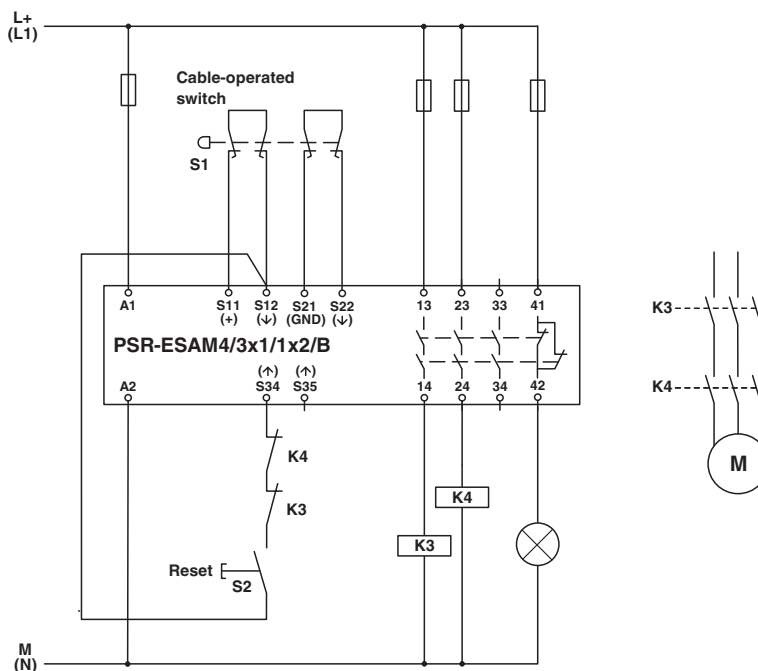 L+
(L1)
Cable-operated
switch
S1
A1
S11
(+)
S12
(↓)
S21
(GND)
S22
(↓)
13
23
33
41
PSR-ESAM4/3x1/1x2/B
A2
(↑)
S34
(↑)
S35
14
24
34
42
K4
K3
Reset
S2
K4
K3
K3
K4
M
M
(N)